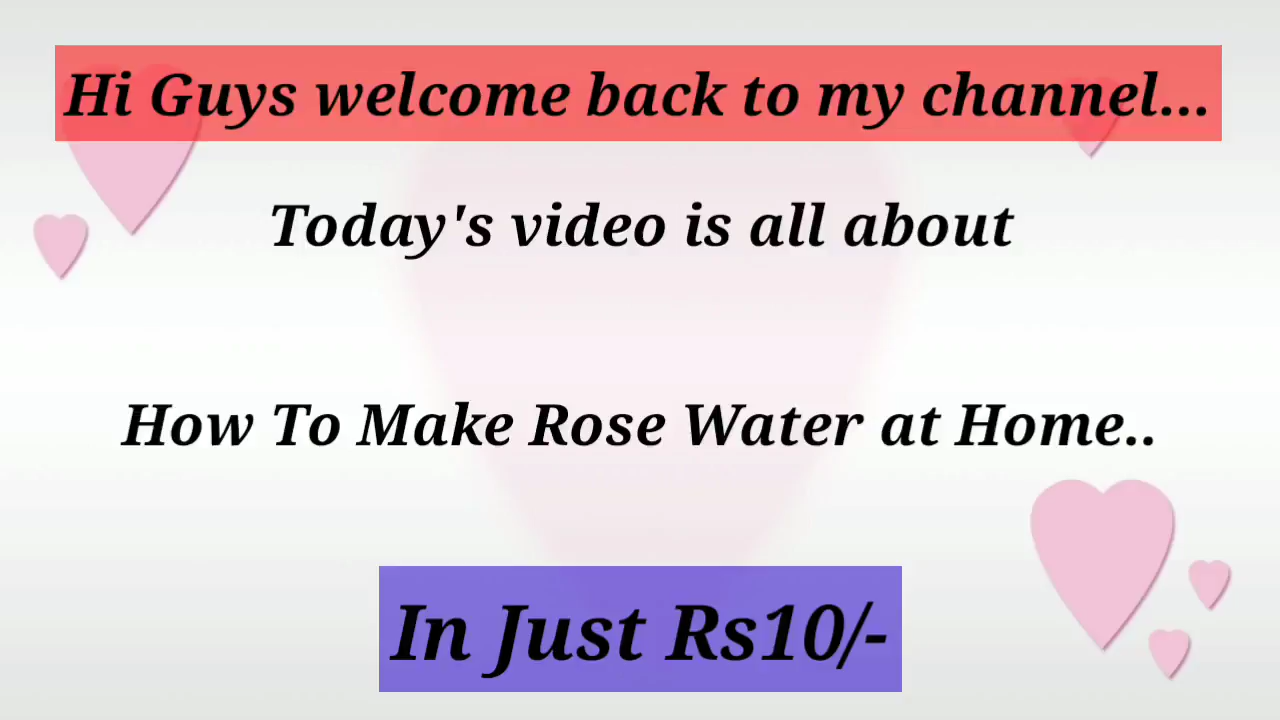 Hi Guys welcome back to my channel...
Today's video is all about
How To Make Rose Water at Home..
In Just Rs10/-